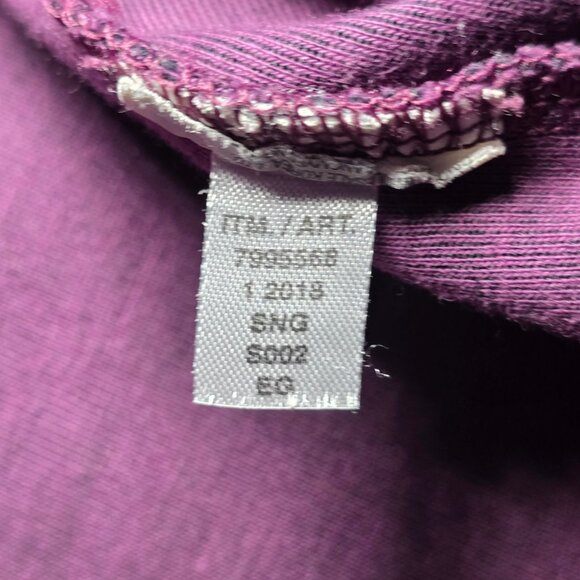 ITM. / ART.
7995568
1.2018
SNG
S002
EG